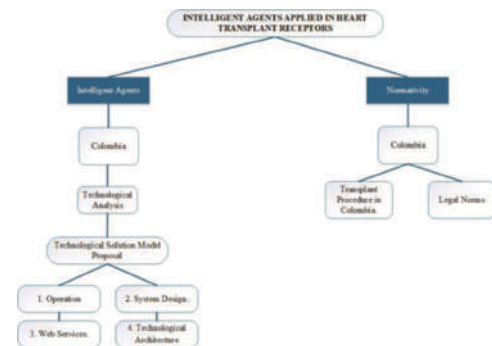 INTELLIGENT AGENTS APPLIED IN HEART
TRANSPLANT RECEPTORS
Intelligent Agents
Normativity
Colombia
Colombia
Technological
Analysis
Transplant
Procedure in
Colombia.
Legal Norms
Technological Solution Model
Proposal
1. Operation
2. System Design.
3. Web Services.
4. Technological
Architecture